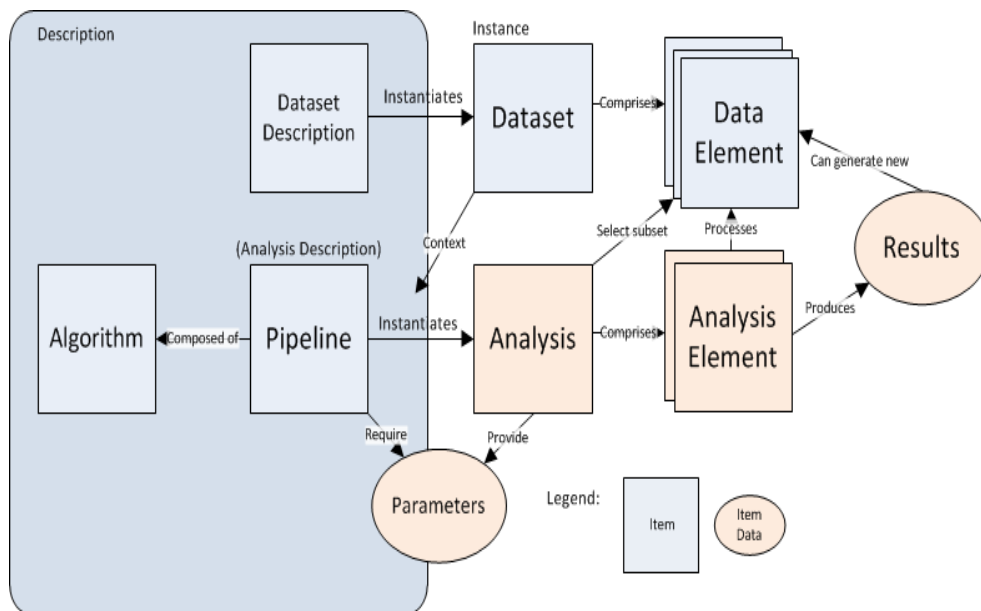 Description
Instance
Dataset
Description
Instantiates
Dataset
Comprises
Data
Element
Can generate new
Context
Select subset
Processes
Results
(Analysis Description)
Algorithm
Composed of
Pipeline
Instantiates
Analysis
Comprises
Analysis
Element
Produces
Require
Provide
Parameters
Legend:
Item
Item
Data